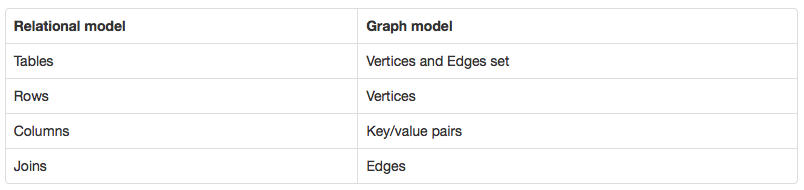 Relational model Graph model
Tables Vertices and Edges set
Rows Vertices
Columns Key/value pairs
Joins Edges